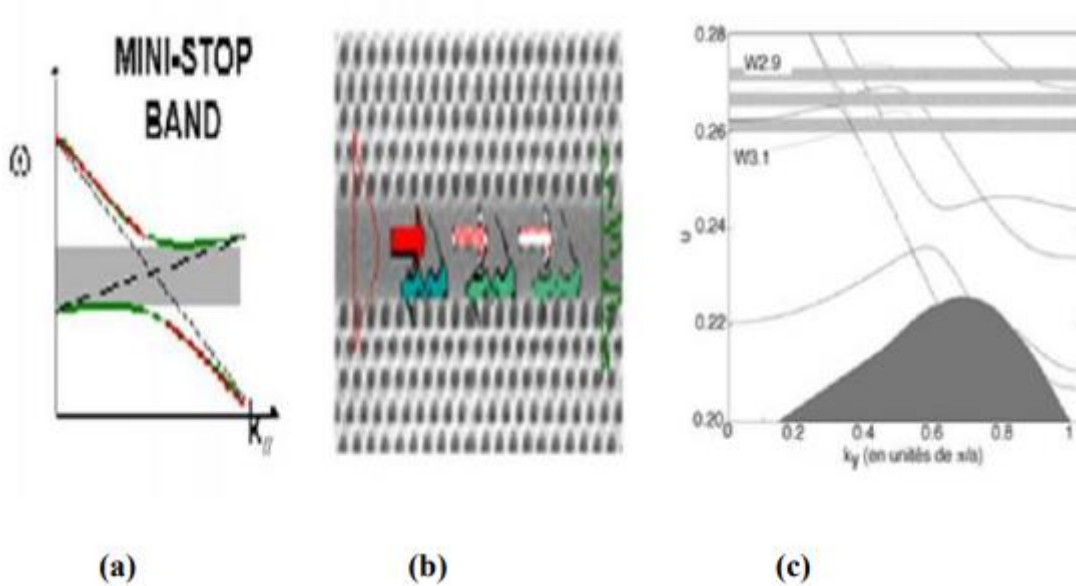 MINI-STOP
BAND
ω
k//
0.28
W2.9
0.26
W3.1
0.24
u
0.22
0.20
0 0.2 0.4 0.6 0.8 1
ky (en unités de π/a)
(a) (b) (c)